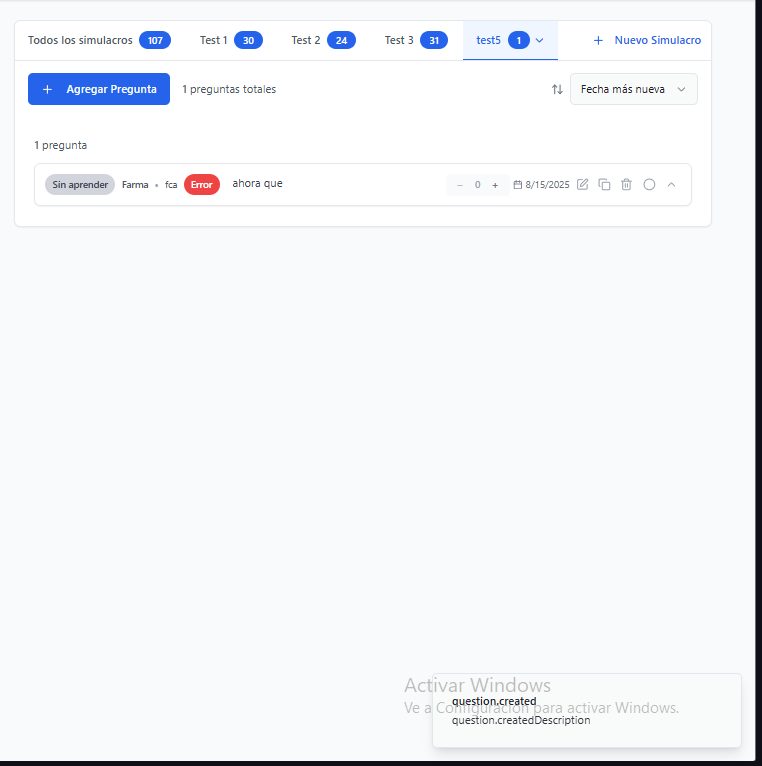 Todos los simulacros 107 Test 1 30 Test 2 24 Test 3 31 test5 1 + Nuevo Simulacro
+ Agregar Pregunta 1 preguntas totales Fecha más nueva
1 pregunta
Sin aprender Farma • fca Error ahora que − 0 + 8/15/2025
Activar Windows
Ve a Configuración para activar Windows.
question.created
question.createdDescription